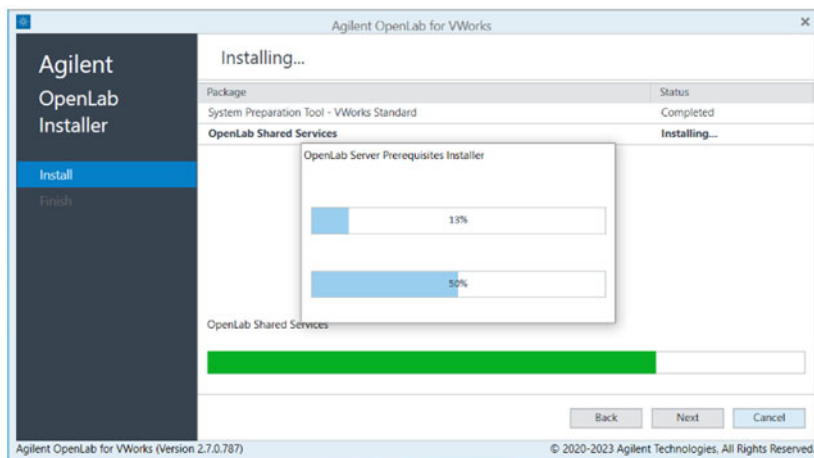 Agilent OpenLab for VWorks
Agilent
OpenLab
Installer
Install
Finish
Installing...
Package Status
System Preparation Tool - VWorks Standard Completed
OpenLab Shared Services Installing...
OpenLab Server Prerequisites Installer
13%
50%
OpenLab Shared Services
Back Next Cancel
Agilent OpenLab for VWorks (Version 2.7.0.787) © 2020-2023 Agilent Technologies, All Rights Reserved.